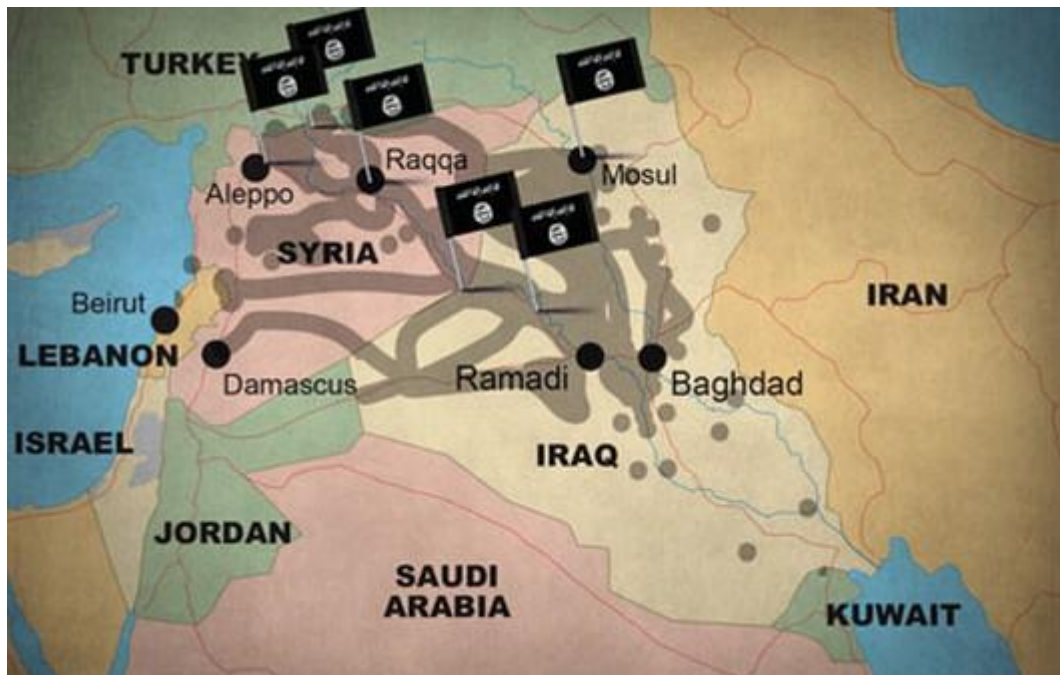 TURKEY
Aleppo
Raqqa
Mosul
SYRIA
IRAN
Beirut
LEBANON
Damascus
Ramadi
Baghdad
ISRAEL
IRAQ
JORDAN
SAUDI
ARABIA
KUWAIT